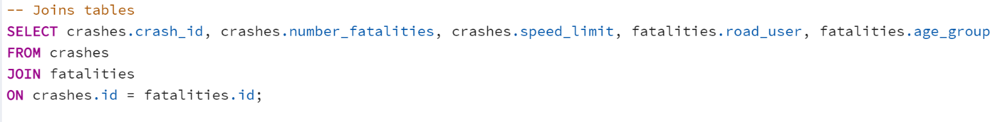 -- Joins tables
SELECT crashes.crash_id, crashes.number_fatalities, crashes.speed_limit, fatalities.road_user, fatalities.age_group
FROM crashes
JOIN fatalities
ON crashes.id = fatalities.id;